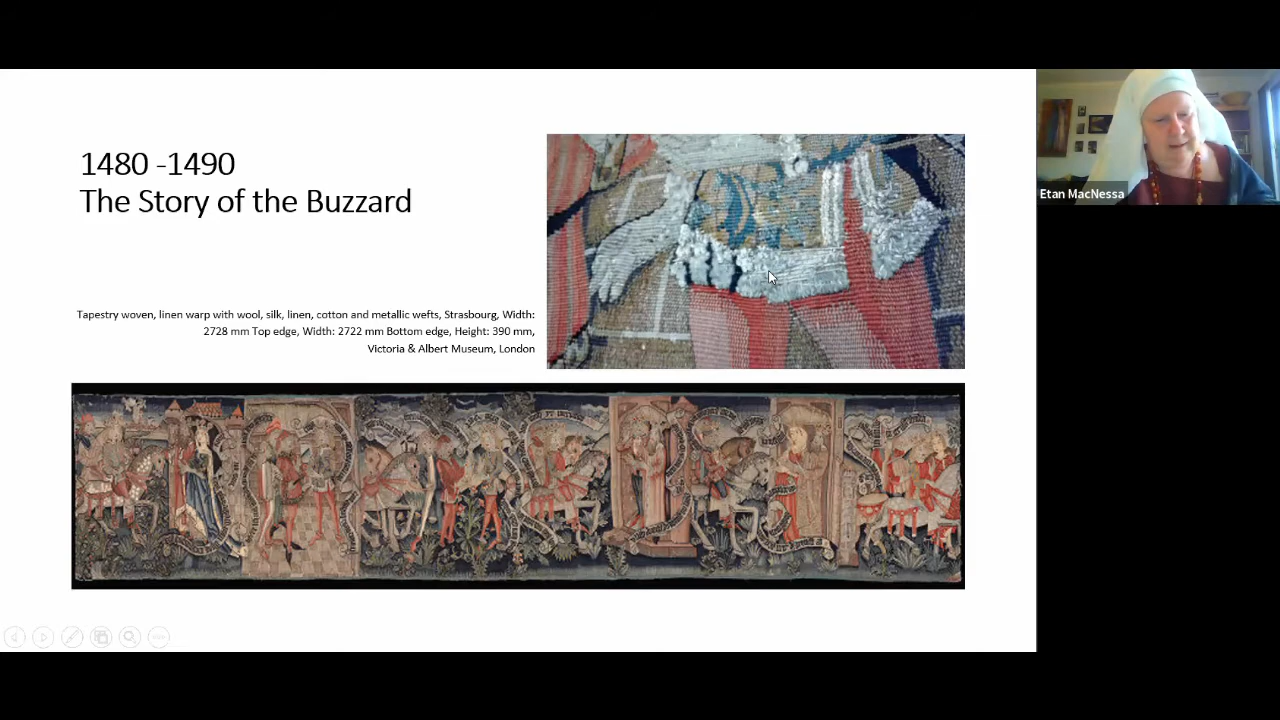 1480 -1490
The Story of the Buzzard
Tapestry woven, linen warp with wool, silk, linen, cotton and metallic wefts, Strasbourg, Width:
2728 mm Top edge, Width: 2722 mm Bottom edge, Height: 390 mm,
Victoria & Albert Museum, London
Etan MacNessa